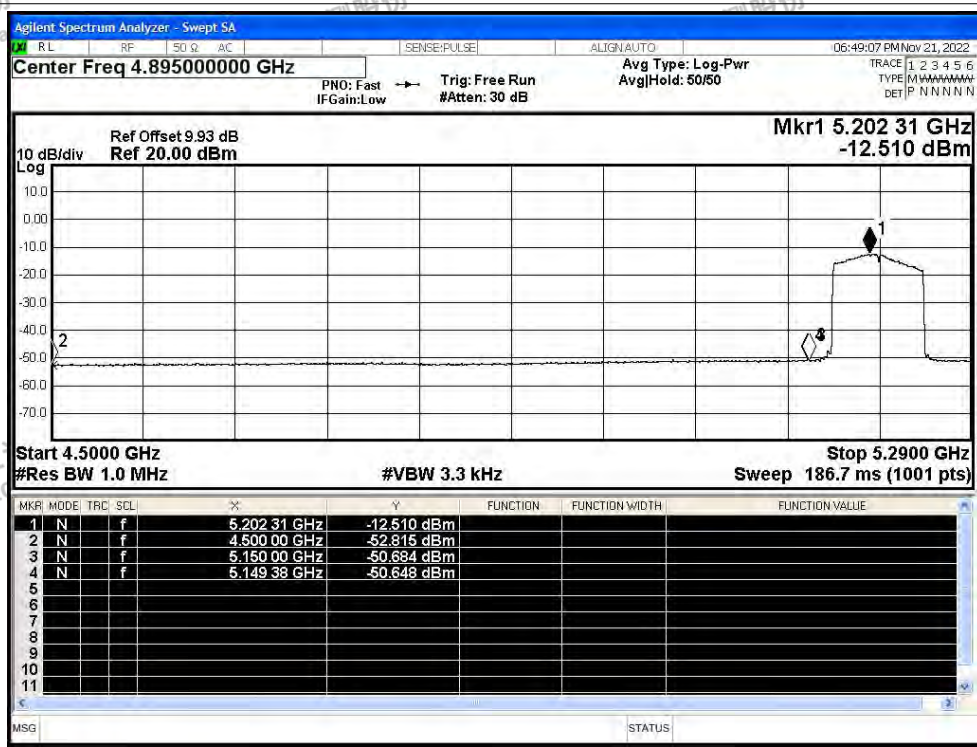 Agilent Spectrum Analyzer - Swept SA
RL RF 50 Ω AC SENSE:PULSE ALIGN AUTO 06:49:07 PM Nov 21, 2022
Center Freq 4.895000000 GHz
PNO: Fast
IFGain:Low
Trig: Free Run
#Atten: 30 dB
Avg Type: Log-Pwr
Avg|Hold: 50/50
TRACE 1 2 3 4 5 6
TYPE M WWWWW
DET P N N N N N
Mkr1 5.202 31 GHz
-12.510 dBm
Ref Offset 9.93 dB
10 dB/div Ref 20.00 dBm
Log
10.0
0.00
-10.0
-20.0
-30.0
-40.0
-50.0
-60.0
-70.0
1
2
4
Start 4.5000 GHz Stop 5.2900 GHz
#Res BW 1.0 MHz #VBW 3.3 kHz Sweep 186.7 ms (1001 pts)
MKR MODE TRC SCL X Y FUNCTION FUNCTION WIDTH FUNCTION VALUE
1 N f 5.202 31 GHz -12.510 dBm
2 N f 4.500 00 GHz -52.815 dBm
3 N f 5.150 00 GHz -50.684 dBm
4 N f 5.149 38 GHz -50.648 dBm
5
6
7
8
9
10
11
MSG STATUS